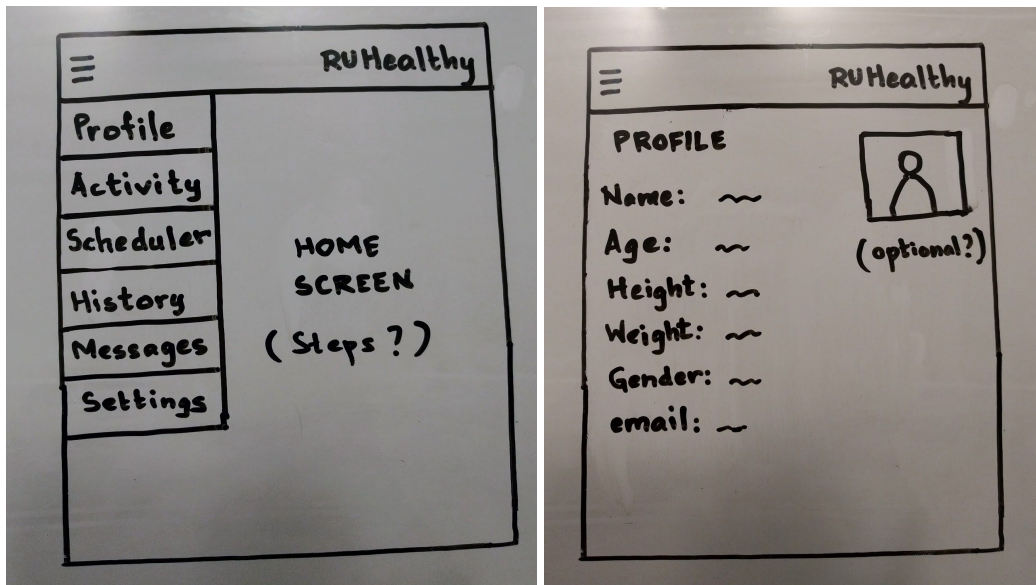 RUHealthy
Profile
Activity
Scheduler
History
Messages
Settings
HOME
SCREEN
(Steps ?)
RUHealthy
PROFILE
Name:
Age:
Height:
Weight:
Gender:
email:
(optional?)